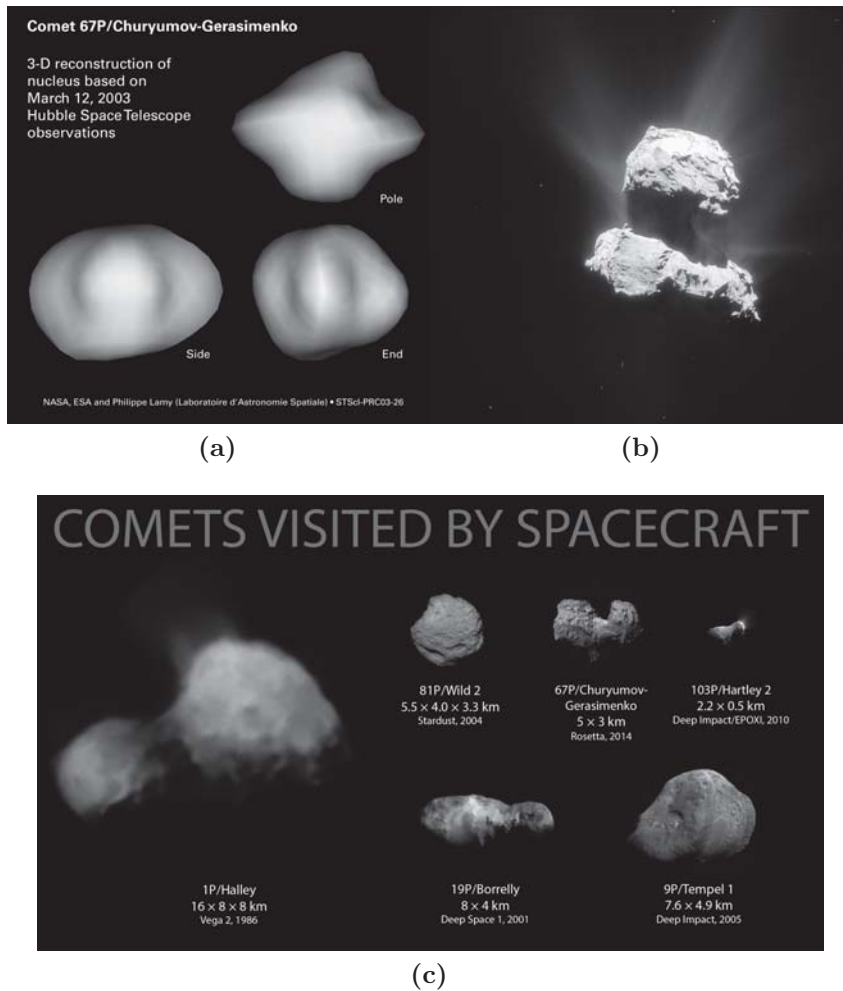 Comet 67P/Churyumov-Gerasimenko
3-D reconstruction of
nucleus based on
March 12, 2003
Hubble Space Telescope
observations
Pole
Side
End
NASA, ESA and Philippe Lamy (Laboratoire d'Astronomie Spatiale) • STScI-PRC03-26
(a)
(b)
COMETS VISITED BY SPACECRAFT
81P/Wild 2
5.5 × 4.0 × 3.3 km
Stardust, 2004
67P/Churyumov-
Gerasimenko
5 × 3 km
Rosetta, 2014
103P/Hartley 2
2.2 × 0.5 km
Deep Impact/EPOXI, 2010
1P/Halley
16 × 8 × 8 km
Vega 2, 1986
19P/Borrelly
8 × 4 km
Deep Space 1, 2001
9P/Tempel 1
7.6 × 4.9 km
Deep Impact, 2005
(c)